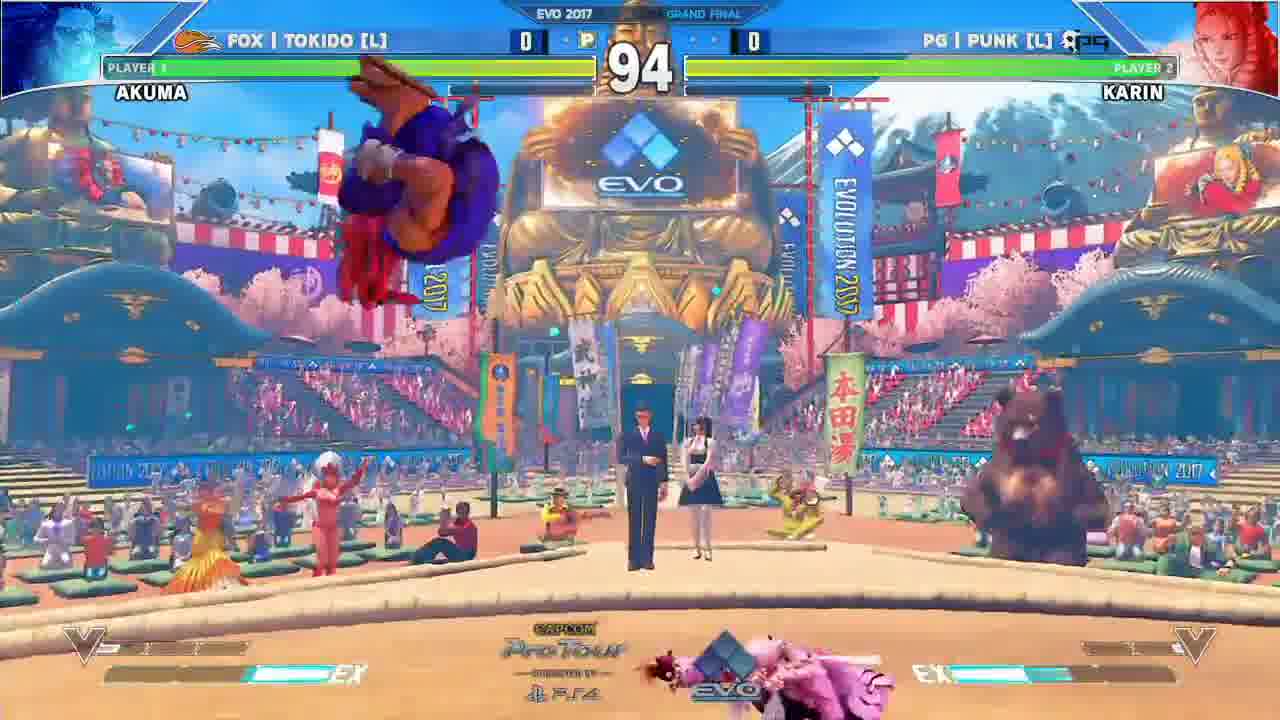 EVO 2017
GRAND FINAL
FOX | TOKIDO [L]
0
P
94
0
PG | PUNK [L]
PLAYER 1
PLAYER 2
AKUMA
KARIN
EVO
EVOLUTION 2017
2017
本田湯
EVOLUTION 2017
CAPCOM
Pro Tour
PS4
EVO
V
EX
EX
V